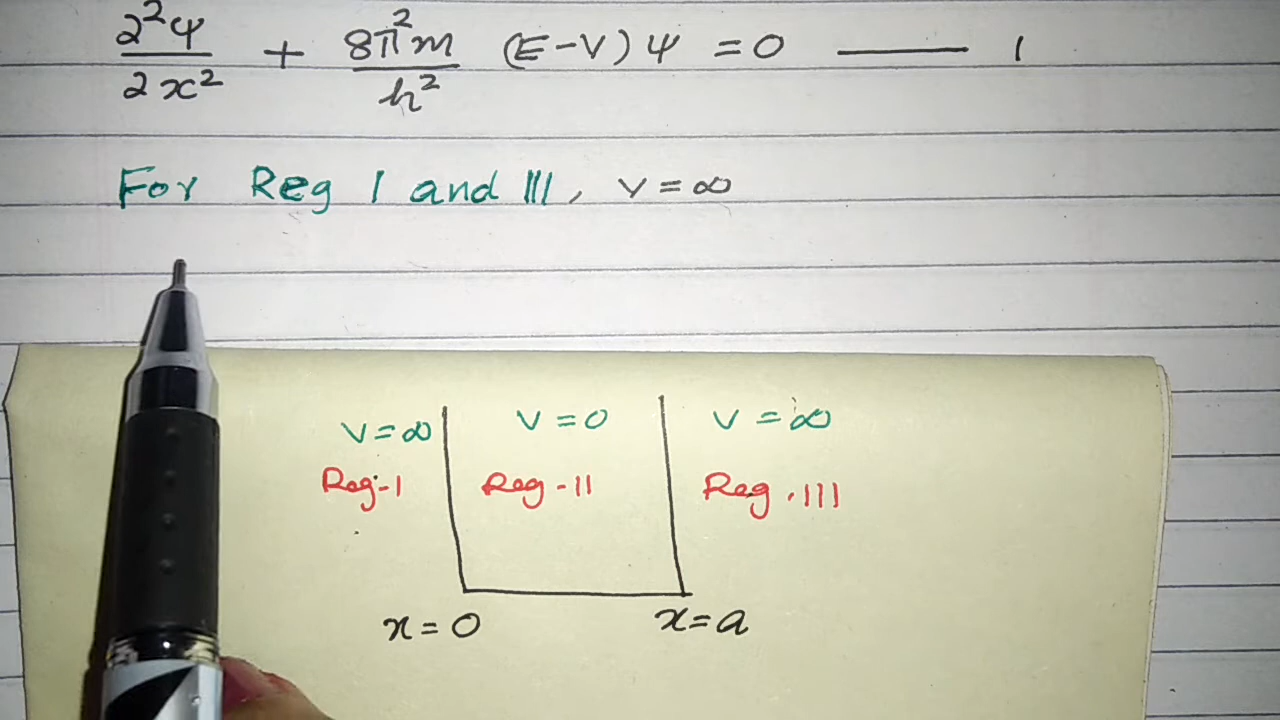 ∂²ψ/∂x² + 8π²m/h² (E-V)ψ = 0 —— 1
For Reg I and III, V = ∞
V = ∞ V = 0 V = ∞
Reg-I Reg-II Reg.III
x = 0 x = a